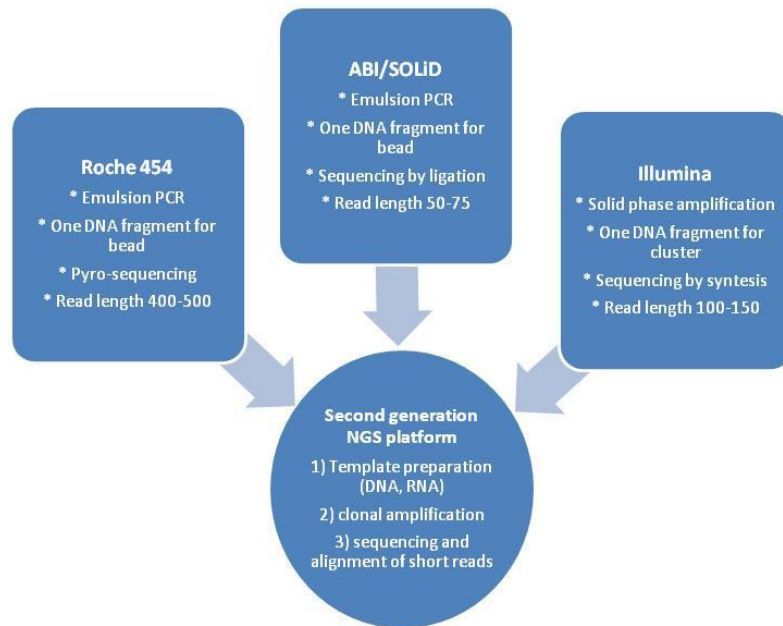 Roche 454
* Emulsion PCR
* One DNA fragment for
bead
* Pyro-sequencing
* Read length 400-500
ABI/SOLiD
* Emulsion PCR
* One DNA fragment for
bead
* Sequencing by ligation
* Read length 50-75
Illumina
* Solid phase amplification
* One DNA fragment for
cluster
* Sequencing by syntesis
* Read length 100-150
Second generation
NGS platform
1) Template preparation
(DNA, RNA)
2) clonal amplification
3) sequencing and
alignment of short reads